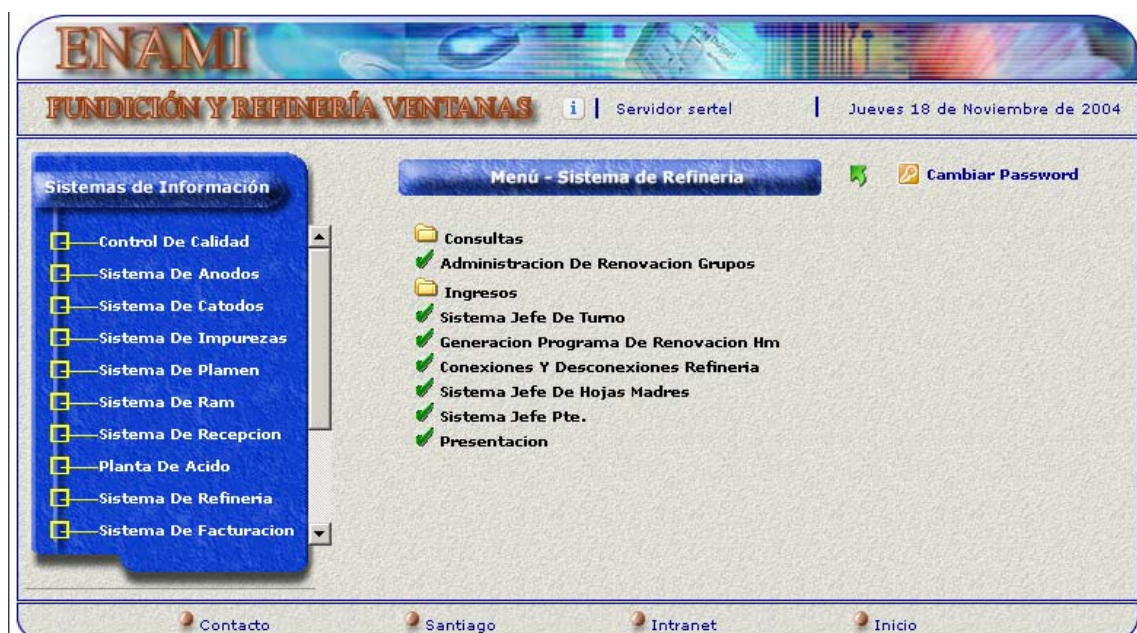 ENAMI
FUNDICIÓN Y REFINERÍA VENTANAS
i
Servidor sertel
Jueves 18 de Noviembre de 2004
Sistemas de Información
Control De Calidad
Sistema De Anodos
Sistema De Catodos
Sistema De Impurezas
Sistema De Plamen
Sistema De Ram
Sistema De Recepcion
Planta De Acido
Sistema De Refineria
Sistema De Facturacion
Menú - Sistema de Refineria
Cambiar Password
Consultas
Administracion De Renovacion Grupos
Ingresos
Sistema Jefe De Turno
Generacion Programa De Renovacion Hm
Conexiones Y Desconexiones Refineria
Sistema Jefe De Hojas Madres
Sistema Jefe Pte.
Presentacion
Contacto
Santiago
Intranet
Inicio